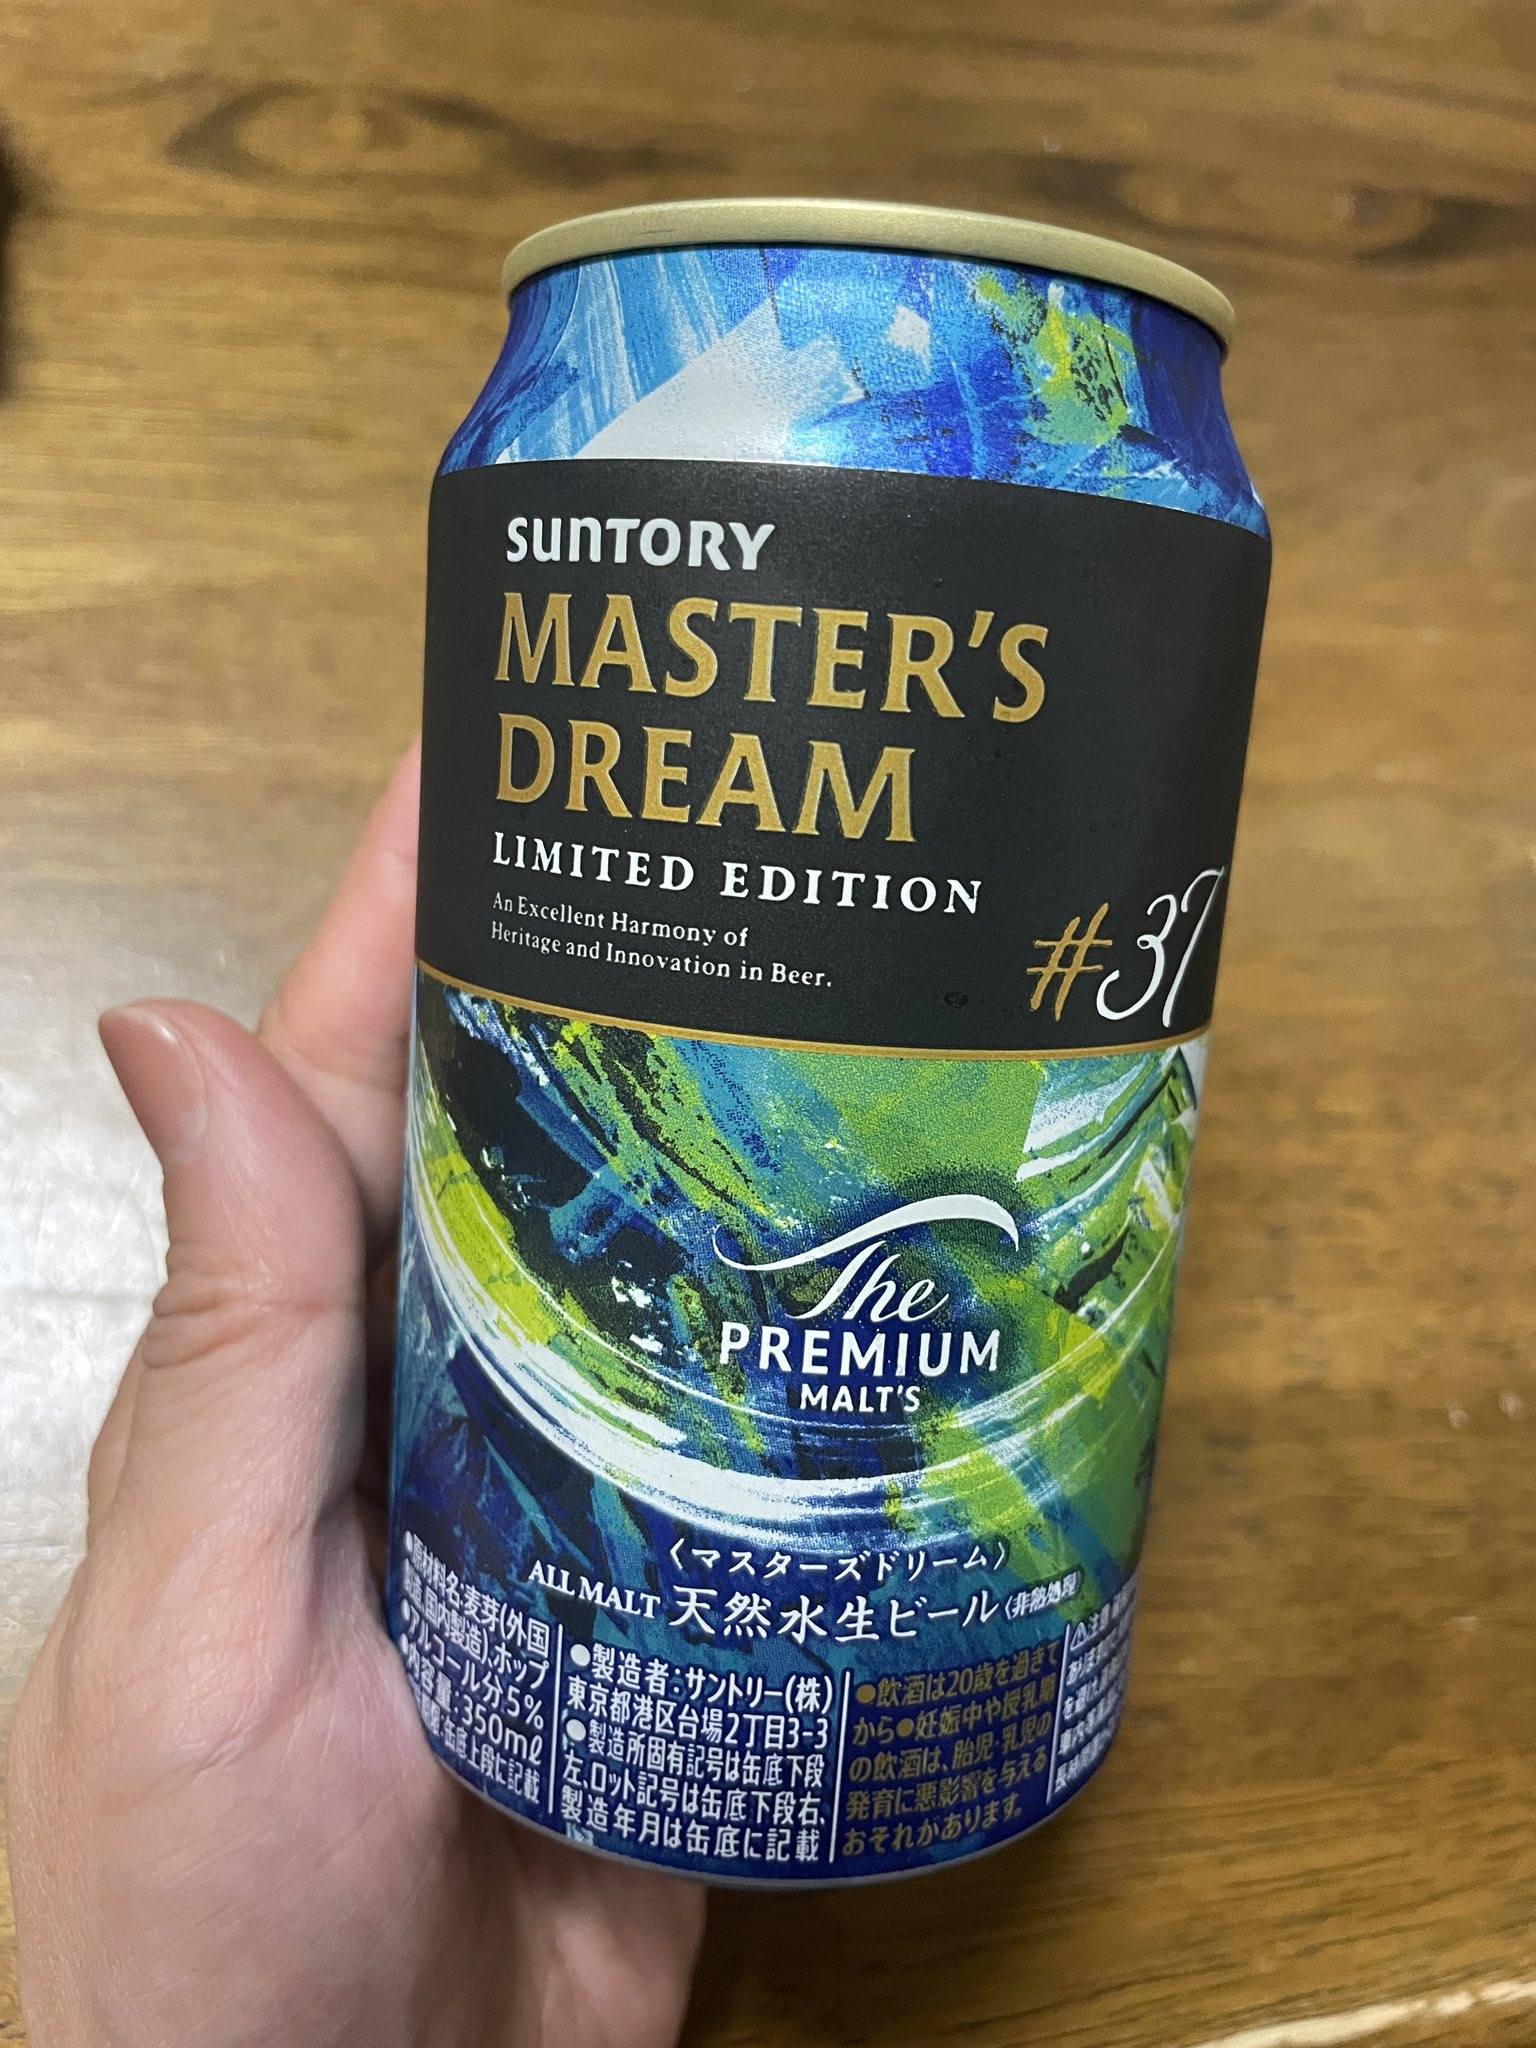 SUNTORY
MASTER'S
DREAM
LIMITED EDITION
An Excellent Harmony of
Heritage and Innovation in Beer.
#37
The
PREMIUM
MALT'S
〈マスターズドリーム〉
ALL MALT 天然水生ビール〈非熱処理〉
●原材料名:麦芽(外国
製造、国内製造)、ホップ
●アルコール分5%
●内容量:350ml
缶底上段に記載
●製造者:サントリー(株)
東京都港区台場2丁目3-3
●製造所固有記号は缶底下段
左、ロット記号は缶底下段右、
製造年月は缶底に記載
●飲酒は20歳を過ぎて
から●妊娠中や授乳期
の飲酒は、胎児・乳児の
発育に悪影響を与える
おそれがあります。
⚠注意